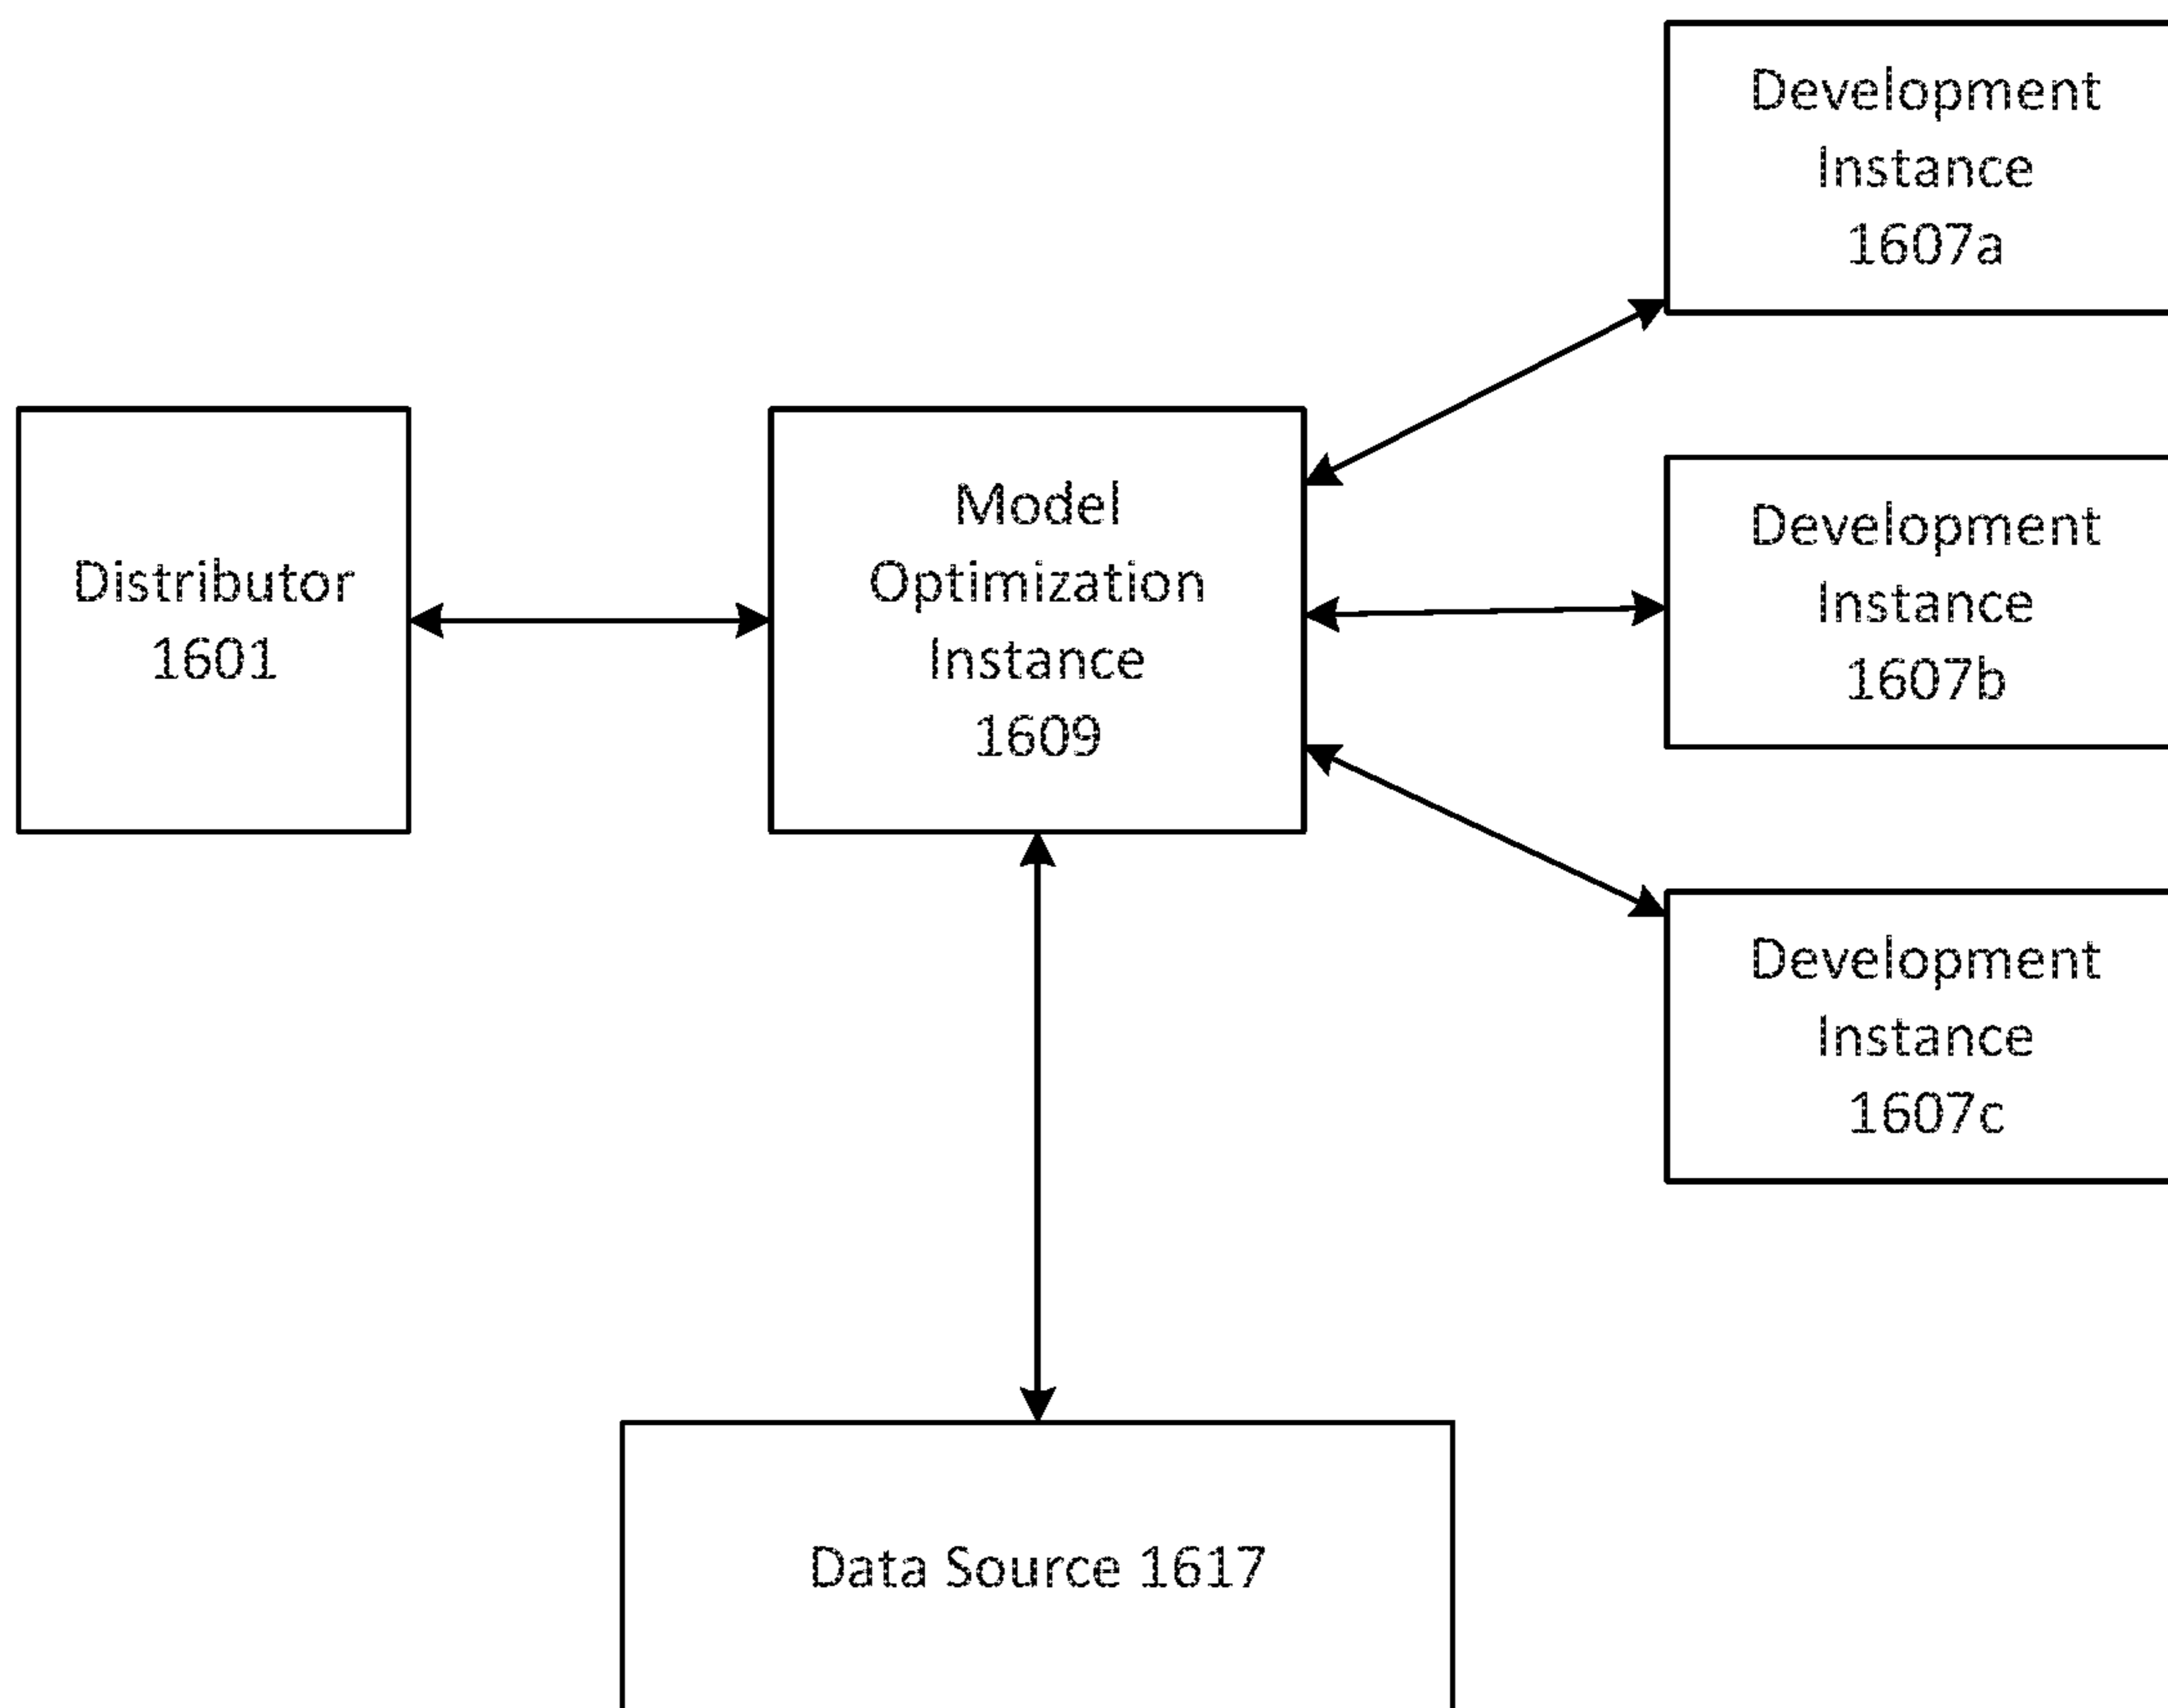 Development
Instance
1607a
Distributor
1601
Model
Optimization
Instance
1609
Development
Instance
1607b
Development
Instance
1607c
Data Source 1617